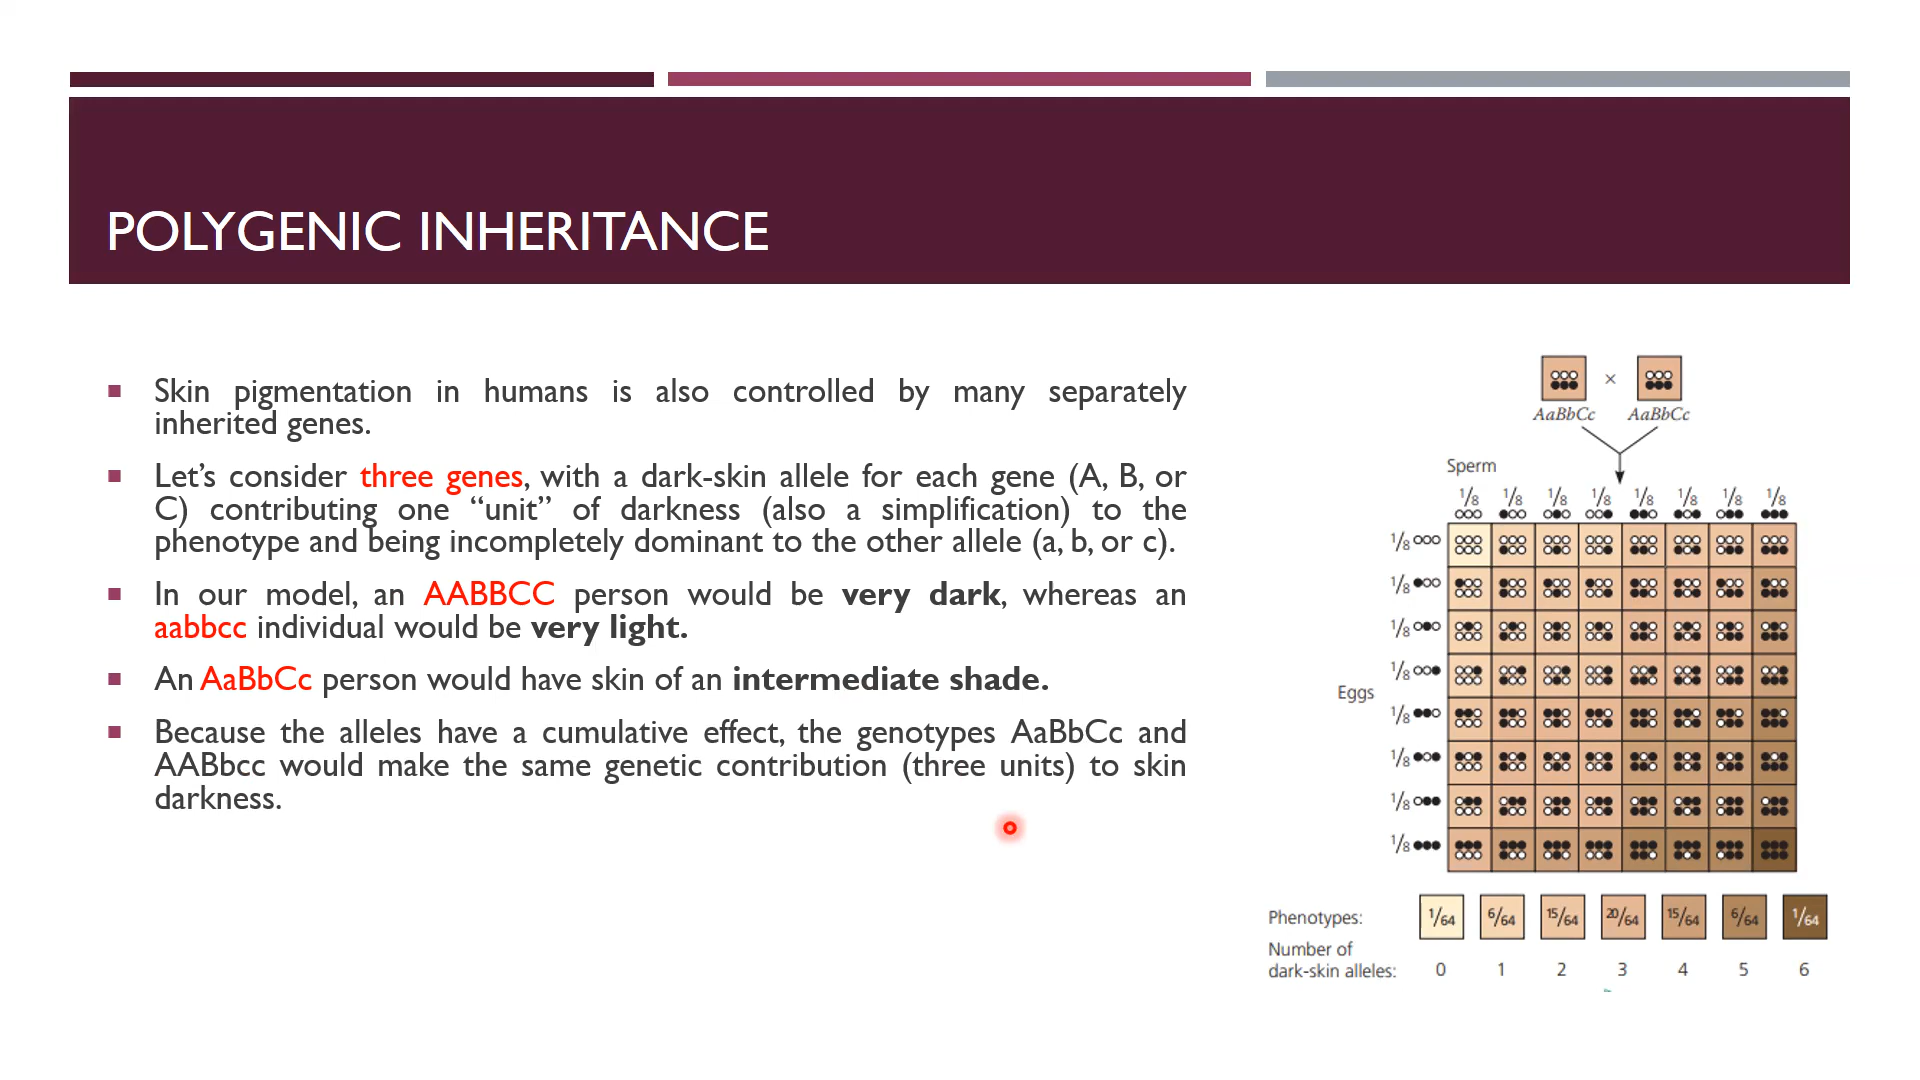 POLYGENIC INHERITANCE
Skin pigmentation in humans is also controlled by many separately
inherited genes.
Let’s consider three genes, with a dark-skin allele for each gene (A, B, or
C) contributing one “unit” of darkness (also a simplification) to the
phenotype and being incompletely dominant to the other allele (a, b, or c).
In our model, an AABBCC person would be very dark, whereas an
aabbcc individual would be very light.
An AaBbCc person would have skin of an intermediate shade.
Because the alleles have a cumulative effect, the genotypes AaBbCc and
AABbcc would make the same genetic contribution (three units) to skin
darkness.
×
AaBbCc AaBbCc
Sperm
1/8 1/8 1/8 1/8 1/8 1/8 1/8 1/8
1/8
1/8
1/8
1/8
Eggs
1/8
1/8
1/8
1/8
Phenotypes: 1/64 6/64 15/64 20/64 15/64 6/64 1/64
Number of
dark-skin alleles: 0 1 2 3 4 5 6